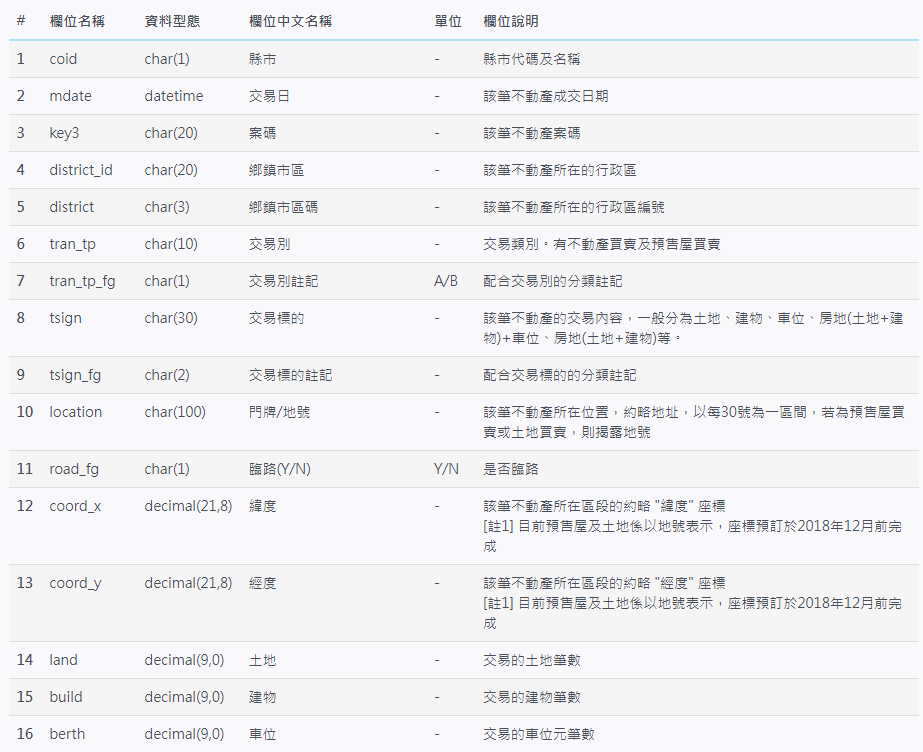 # 欄位名稱 資料型態 欄位中文名稱 單位 欄位說明
1 coid char(1) 縣市 - 縣市代碼及名稱
2 mdate datetime 交易日 - 該筆不動產成交日期
3 key3 char(20) 案碼 - 該筆不動產案碼
4 district_id char(20) 鄉鎮市區 - 該筆不動產所在的行政區
5 district char(3) 鄉鎮市區碼 - 該筆不動產所在的行政區編號
6 tran_tp char(10) 交易別 - 交易類別。有不動產買賣及預售屋買賣
7 tran_tp_fg char(1) 交易別註記 A/B 配合交易別的分類註記
8 tsign char(30) 交易標的 - 該筆不動產的交易內容，一般分為土地、建物、車位、房地(土地+建
物)+車位、房地(土地+建物)等。
9 tsign_fg char(2) 交易標的註記 - 配合交易標的的分類註記
10 location char(100) 門牌/地號 - 該筆不動產所在位置，約略地址，以每30號為一區間，若為預售屋買
賣或土地買賣，則揭露地號
11 road_fg char(1) 臨路(Y/N) Y/N 是否臨路
12 coord_x decimal(21,8) 緯度 - 該筆不動產所在區段的約略 "緯度" 座標
[註1] 目前預售屋及土地係以地號表示，座標預訂於2018年12月前完
成
13 coord_y decimal(21,8) 經度 - 該筆不動產所在區段的約略 "經度" 座標
[註1] 目前預售屋及土地係以地號表示，座標預訂於2018年12月前完
成
14 land decimal(9,0) 土地 - 交易的土地筆數
15 build decimal(9,0) 建物 - 交易的建物筆數
16 berth decimal(9,0) 車位 - 交易的車位元筆數